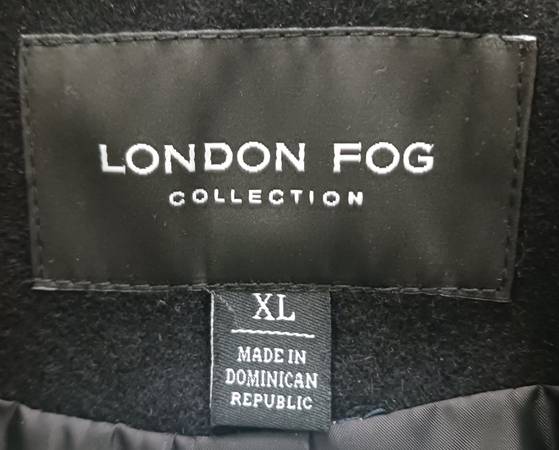 LONDON FOG
COLLECTION
XL
MADE IN
DOMINICAN
REPUBLIC